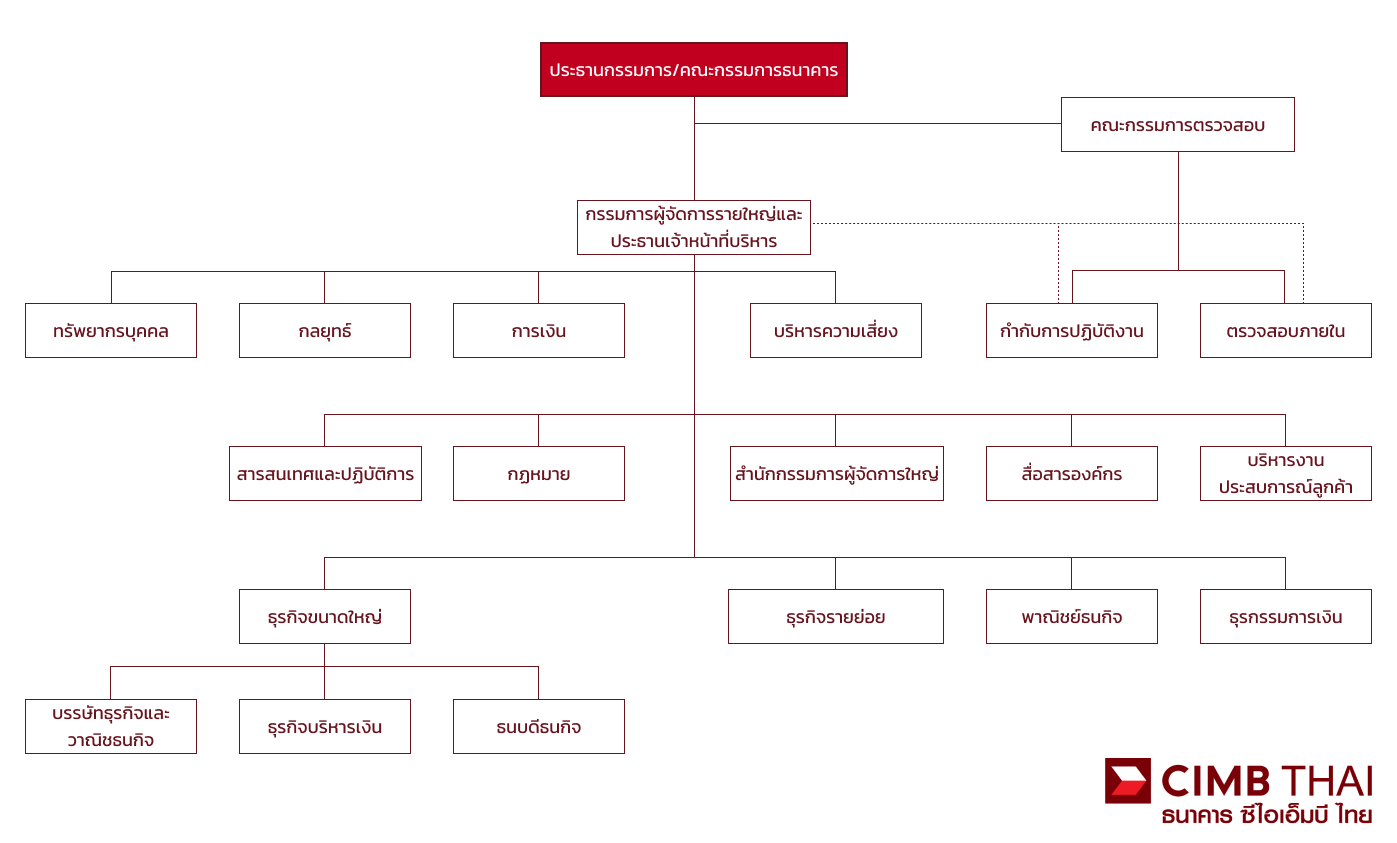 ประธานกรรมการ/คณะกรรมการธนาคาร
คณะกรรมการตรวจสอบ
กรรมการผู้จัดการรายใหญ่และ
ประธานเจ้าหน้าที่บริหาร
ทรัพยากรบุคคล
กลยุทธ์
การเงิน
บริหารความเสี่ยง
กำกับการปฏิบัติงาน
ตรวจสอบภายใน
สารสนเทศและปฏิบัติการ
กฏหมาย
สำนักกรรมการผู้จัดการใหญ่
สื่อสารองค์กร
บริหารงาน
ประสบการณ์ลูกค้า
ธุรกิจขนาดใหญ่
ธุรกิจรายย่อย
พาณิชย์ธนกิจ
ธุรกรรมการเงิน
บรรษัทธุรกิจและ
วาณิชธนกิจ
ธุรกิจบริหารเงิน
ธนบดีธนกิจ
CIMB THAI
ธนาคาร ซีไอเอ็มบี ไทย